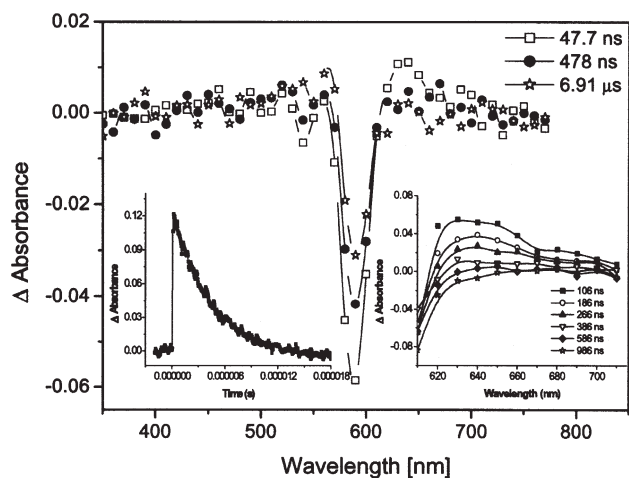 47.7 ns
478 ns
6.91 μs
0.02
0.00
-0.02
-0.04
-0.06
Δ Absorbance
400 500 600 700 800
Wavelength [nm]
0.12
0.09
0.06
0.03
0.00
Δ Absorbance
0.000000 0.000006 0.000012 0.000018
Time (s)
0.08
0.04
0.00
-0.04
-0.08
Δ Absorbance
106 ns
186 ns
266 ns
386 ns
586 ns
986 ns
620 640 660 680 700
Wavelength (nm)